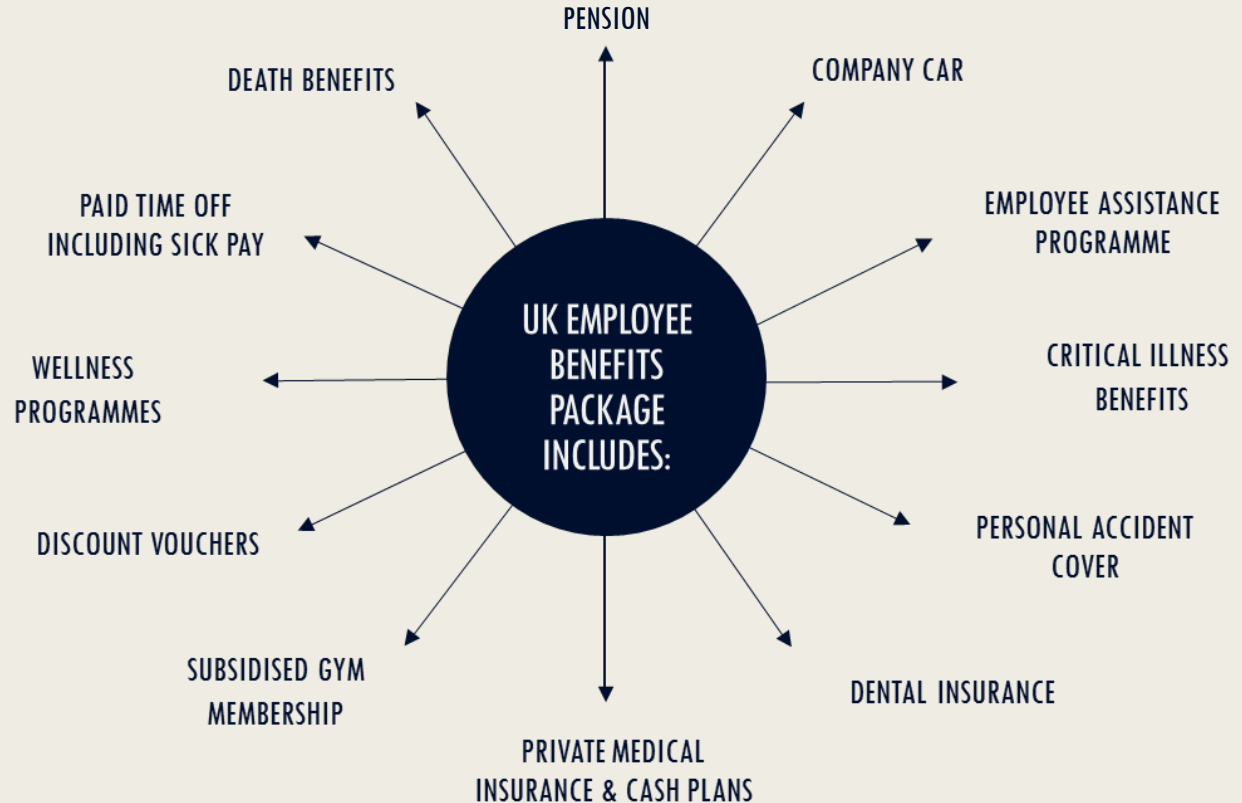 PENSION
COMPANY CAR
DEATH BENEFITS
EMPLOYEE ASSISTANCE
PROGRAMME
PAID TIME OFF
INCLUDING SICK PAY
UK EMPLOYEE
BENEFITS
PACKAGE
INCLUDES:
CRITICAL ILLNESS
BENEFITS
WELLNESS
PROGRAMMES
PERSONAL ACCIDENT
COVER
DISCOUNT VOUCHERS
DENTAL INSURANCE
SUBSIDISED GYM
MEMBERSHIP
PRIVATE MEDICAL
INSURANCE & CASH PLANS